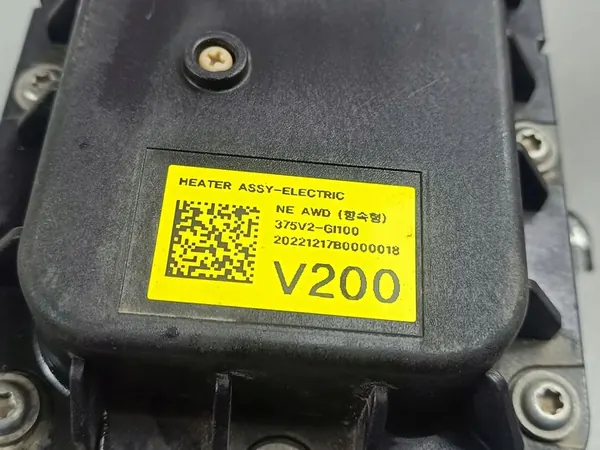 HEATER ASSY-ELECTRIC
NE AWD (항속형)
375V2-GI100
20221217B0000018
V200